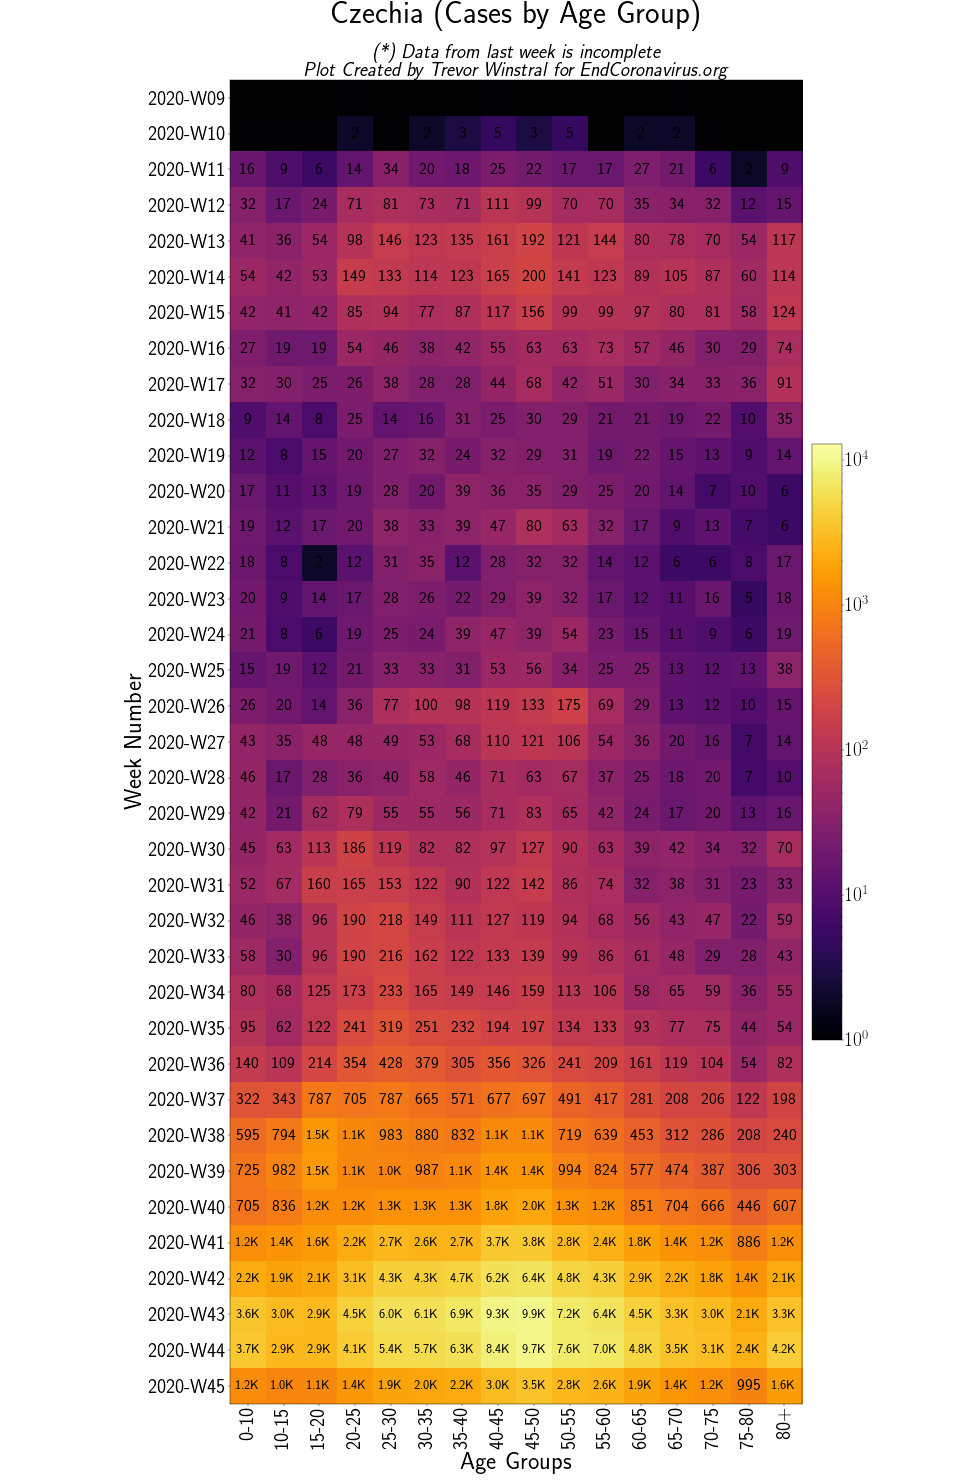 Czechia (Cases by Age Group)
(*) Data from last week is incomplete
Plot Created by Trevor Winstral for EndCoronavirus.org
2020-W09
2020-W10 2 2 3 5 3 5 2 2
2020-W11 16 9 6 14 34 20 18 25 22 17 17 27 21 6 2 9
2020-W12 32 17 24 71 81 73 71 111 99 70 70 35 34 32 12 15
2020-W13 41 36 54 98 146 123 135 161 192 121 144 80 78 70 54 117
2020-W14 54 42 53 149 133 114 123 165 200 141 123 89 105 87 60 114
2020-W15 42 41 42 85 94 77 87 117 156 99 99 97 80 81 58 124
2020-W16 27 19 19 54 46 38 42 55 63 63 73 57 46 30 29 74
2020-W17 32 30 25 26 38 28 28 44 68 42 51 30 34 33 36 91
2020-W18 9 14 8 25 14 16 31 25 30 29 21 21 19 22 10 35
2020-W19 12 8 15 20 27 32 24 32 29 31 19 22 15 13 9 14
2020-W20 17 11 13 19 28 20 39 36 35 29 25 20 14 7 10 6
2020-W21 19 12 17 20 38 33 39 47 80 63 32 17 9 13 7 6
2020-W22 18 8 2 12 31 35 12 28 32 32 14 12 6 6 8 17
2020-W23 20 9 14 17 28 26 22 29 39 32 17 12 11 16 5 18
2020-W24 21 8 6 19 25 24 39 47 39 54 23 15 11 9 6 19
2020-W25 15 19 12 21 33 33 31 53 56 34 25 25 13 12 13 38
2020-W26 26 20 14 36 77 100 98 119 133 175 69 29 13 12 10 15
2020-W27 43 35 48 48 49 53 68 110 121 106 54 36 20 16 7 14
2020-W28 46 17 28 36 40 58 46 71 63 67 37 25 18 20 7 10
2020-W29 42 21 62 79 55 55 56 71 83 65 42 24 17 20 13 16
2020-W30 45 63 113 186 119 82 82 97 127 90 63 39 42 34 32 70
2020-W31 52 67 160 165 153 122 90 122 142 86 74 32 38 31 23 33
2020-W32 46 38 96 190 218 149 111 127 119 94 68 56 43 47 22 59
2020-W33 58 30 96 190 216 162 122 133 139 99 86 61 48 29 28 43
2020-W34 80 68 125 173 233 165 149 146 159 113 106 58 65 59 36 55
2020-W35 95 62 122 241 319 251 232 194 197 134 133 93 77 75 44 54
2020-W36 140 109 214 354 428 379 305 356 326 241 209 161 119 104 54 82
2020-W37 322 343 787 705 787 665 571 677 697 491 417 281 208 206 122 198
2020-W38 595 794 1.5K 1.1K 983 880 832 1.1K 1.1K 719 639 453 312 286 208 240
2020-W39 725 982 1.5K 1.1K 1.0K 987 1.1K 1.4K 1.4K 994 824 577 474 387 306 303
2020-W40 705 836 1.2K 1.2K 1.3K 1.3K 1.3K 1.8K 2.0K 1.3K 1.2K 851 704 666 446 607
2020-W41 1.2K 1.4K 1.6K 2.2K 2.7K 2.6K 2.7K 3.7K 3.8K 2.8K 2.4K 1.8K 1.4K 1.2K 886 1.2K
2020-W42 2.2K 1.9K 2.1K 3.1K 4.3K 4.3K 4.7K 6.2K 6.4K 4.8K 4.3K 2.9K 2.2K 1.8K 1.4K 2.1K
2020-W43 3.6K 3.0K 2.9K 4.5K 6.0K 6.1K 6.9K 9.3K 9.9K 7.2K 6.4K 4.5K 3.3K 3.0K 2.1K 3.3K
2020-W44 3.7K 2.9K 2.9K 4.1K 5.4K 5.7K 6.3K 8.4K 9.7K 7.6K 7.0K 4.8K 3.5K 3.1K 2.4K 4.2K
2020-W45 1.2K 1.0K 1.1K 1.4K 1.9K 2.0K 2.2K 3.0K 3.5K 2.8K 2.6K 1.9K 1.4K 1.2K 995 1.6K
0-10 10-15 15-20 20-25 25-30 30-35 35-40 40-45 45-50 50-55 55-60 60-65 65-70 70-75 75-80 80+
Age Groups
Week Number
10⁴
10³
10²
10¹
10⁰